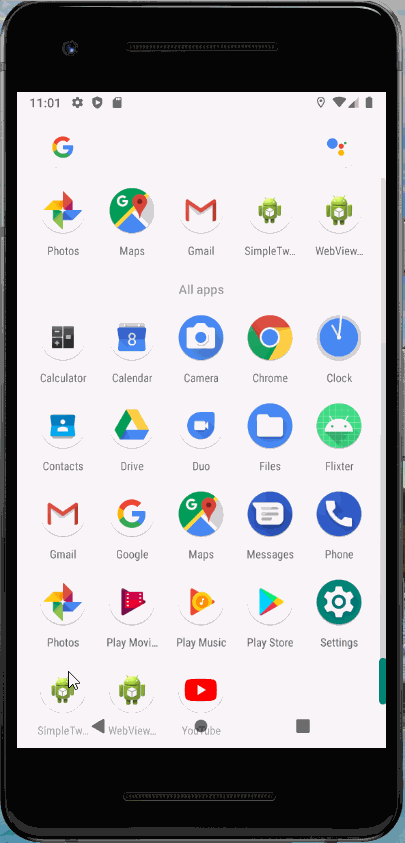 11:01
Photos Maps Gmail SimpleTw... WebView...
All apps
Calculator Calendar Camera Chrome Clock
8
Contacts Drive Duo Files Flixter
Gmail Google Maps Messages Phone
Photos Play Movi... Play Music Play Store Settings
SimpleTw... WebView... YouTube